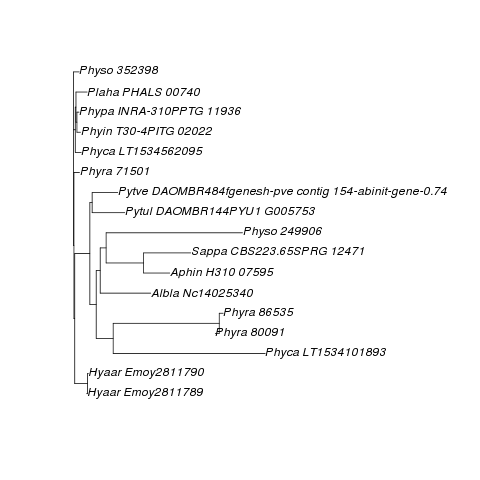 Physo 352398
Plaha PHALS 00740
Phypa INRA-310PPTG 11936
Phyin T30-4PITG 02022
Phyca LT1534562095
Phyra 71501
Pytve DAOMBR484fgenesh-pve contig 154-abinit-gene-0.74
Pytul DAOMBR144PYU1 G005753
Physo 249906
Sappa CBS223.65SPRG 12471
Aphin H310 07595
Albla Nc14025340
Phyra 86535
Phyra 80091
Phyca LT1534101893
Hyaar Emoy2811790
Hyaar Emoy2811789